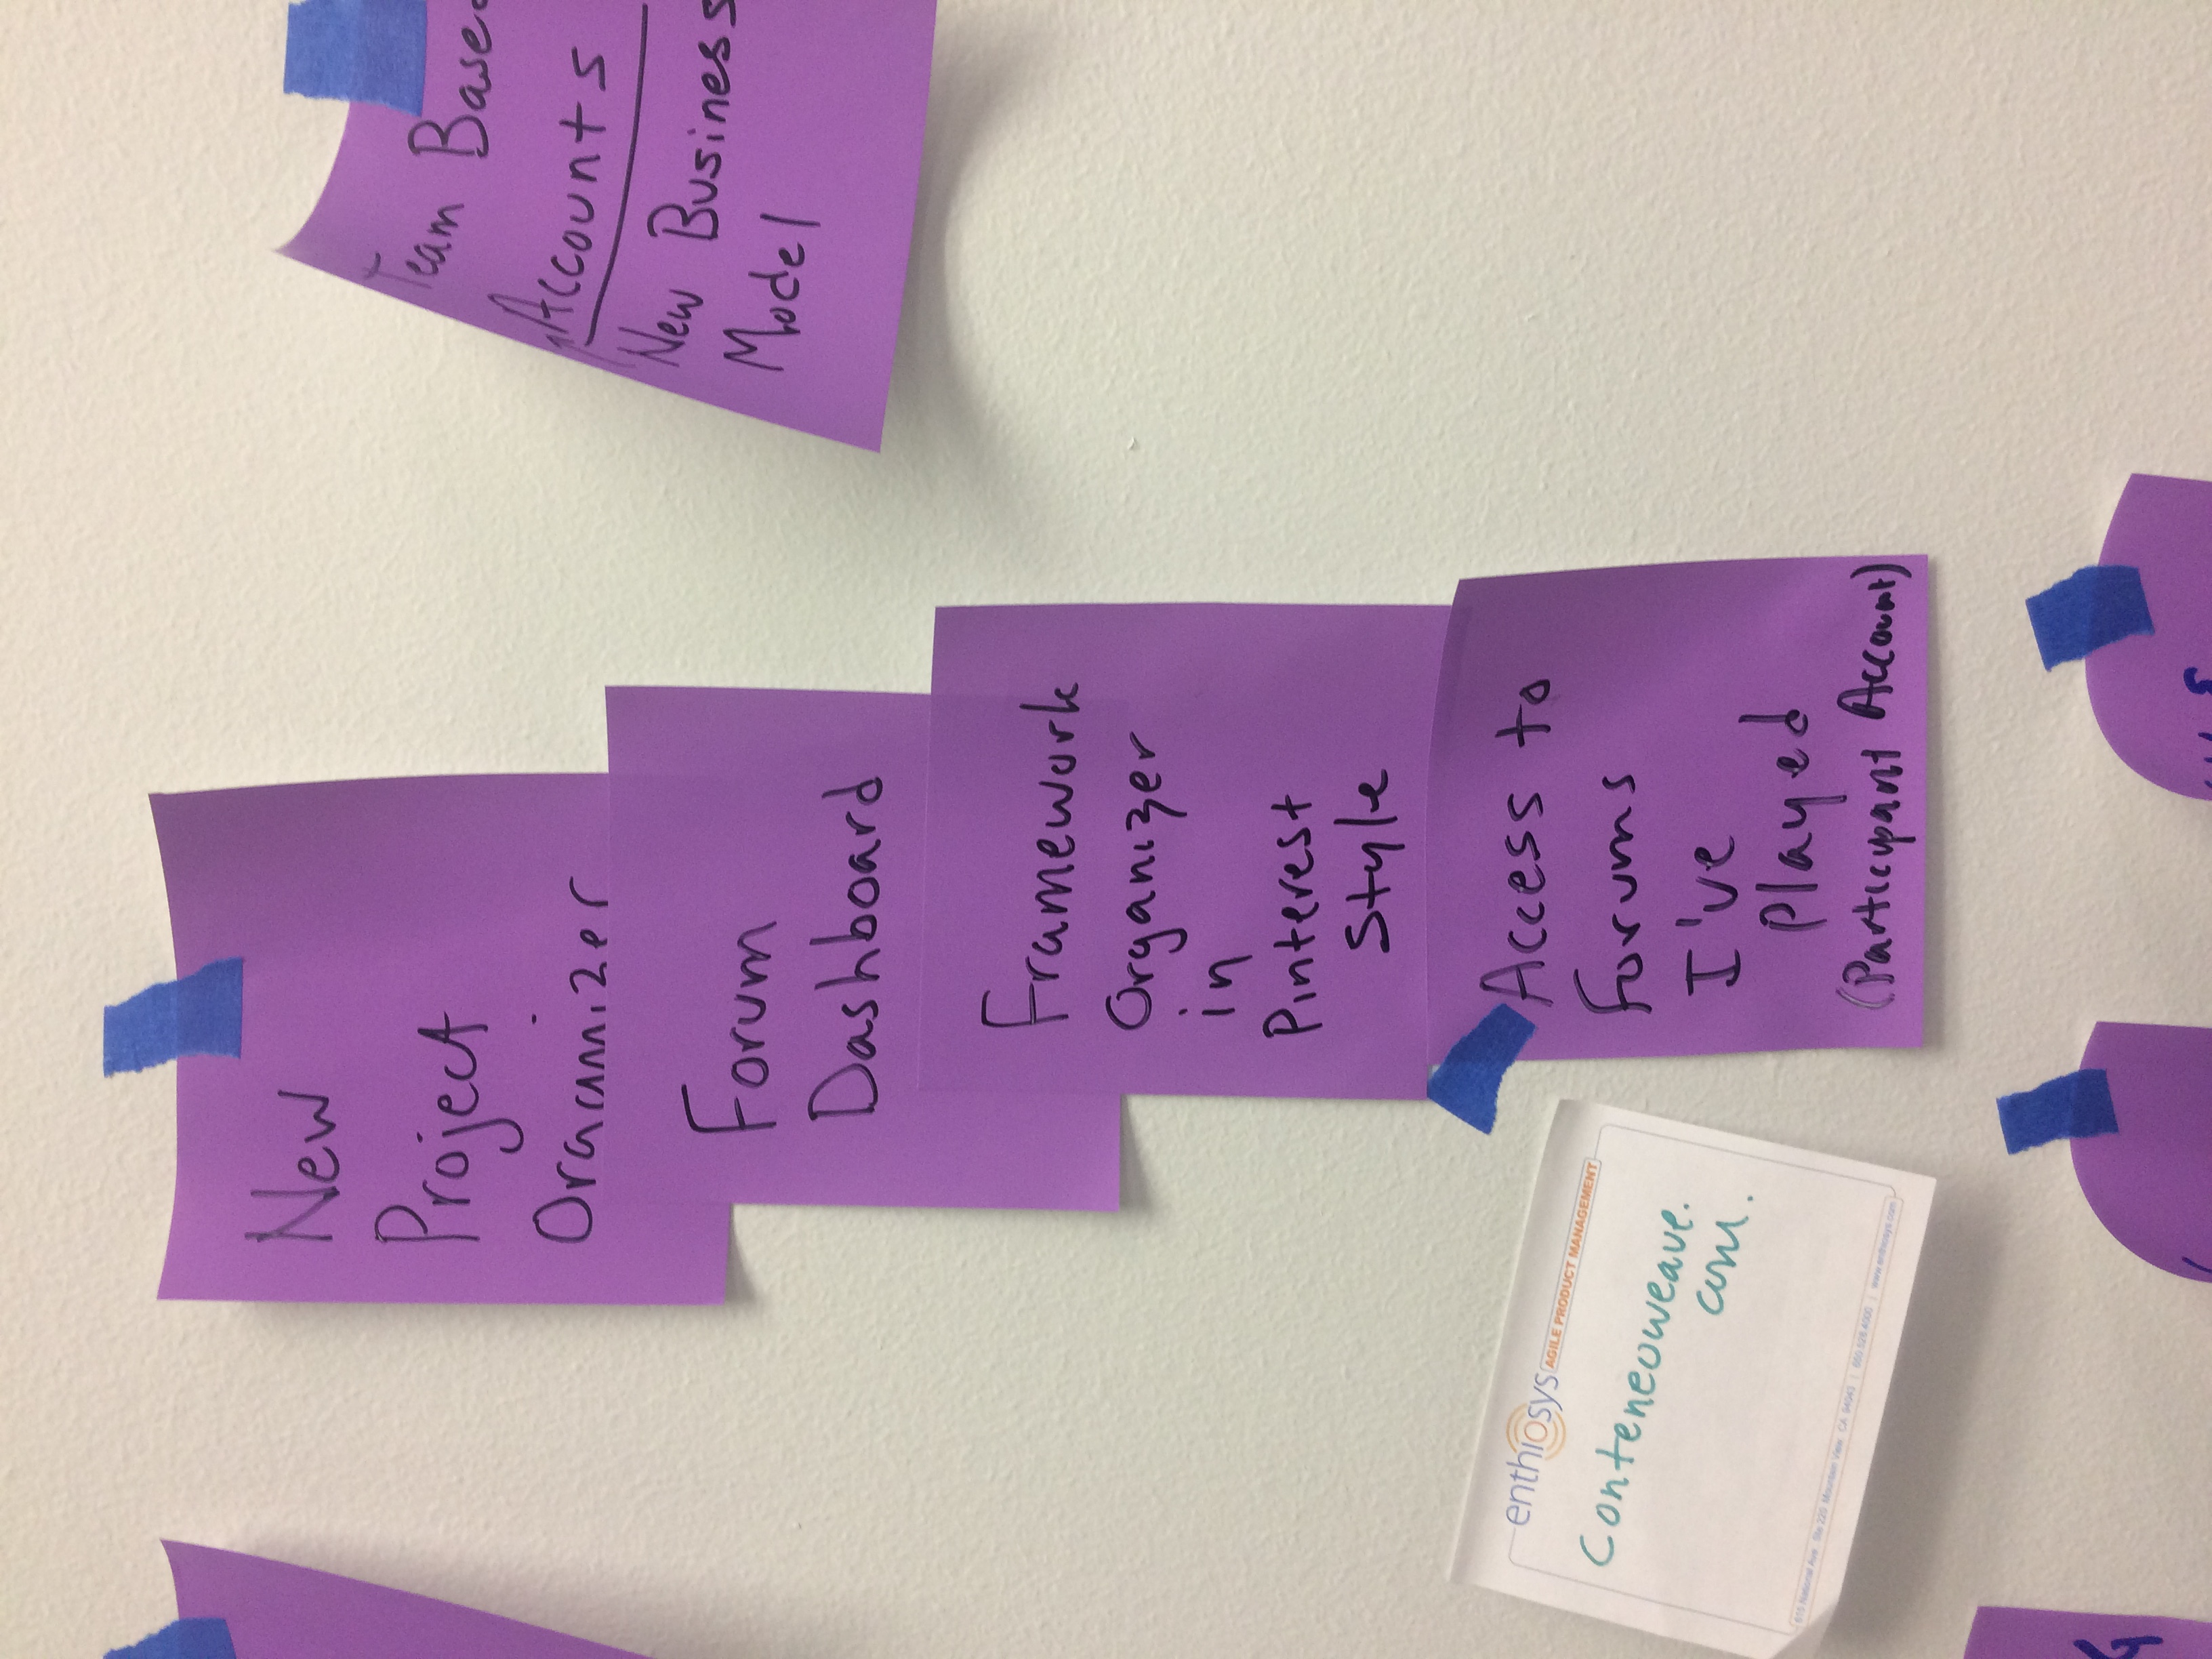 New
Project
Organizer
Forum
Dashboard
Framework
Organizer
in
Pinterest
Style
Access to
Forums
I've
Played
(Participant Account)
Team Based
Accounts
New Business
Model
enthiosys
AGILE PRODUCT MANAGEMENT
Conteneoweave.
com.
615 National Ave. Ste 220 Mountain View CA 94043 | 650.528.4000 | www.enthiosys.com